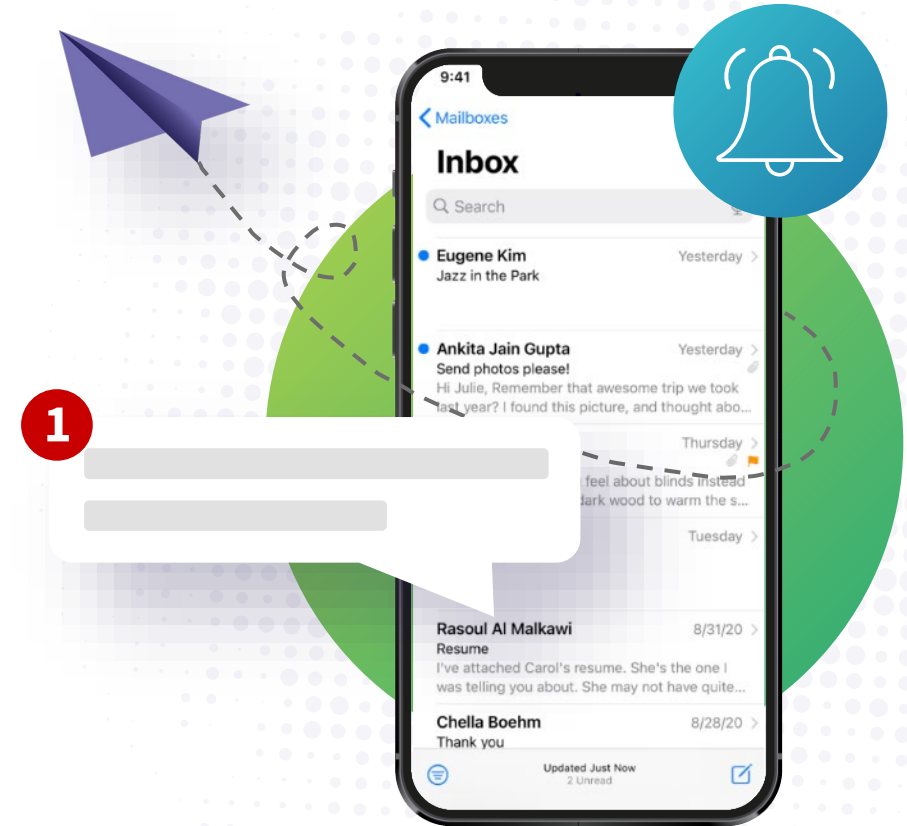 9:41
Mailboxes
Inbox
Search
Eugene Kim Yesterday
Jazz in the Park
Ankita Jain Gupta Yesterday
Send photos please!
Hi Julie, Remember that awesome trip we took
last year? I found this picture, and thought abo...
1
Thursday
feel about blinds instead
dark wood to warm the s...
Tuesday
Rasoul Al Malkawi 8/31/20
Resume
I've attached Carol's resume. She's the one I
was telling you about. She may not have quite...
Chella Boehm 8/28/20
Thank you
Updated Just Now
2 Unread